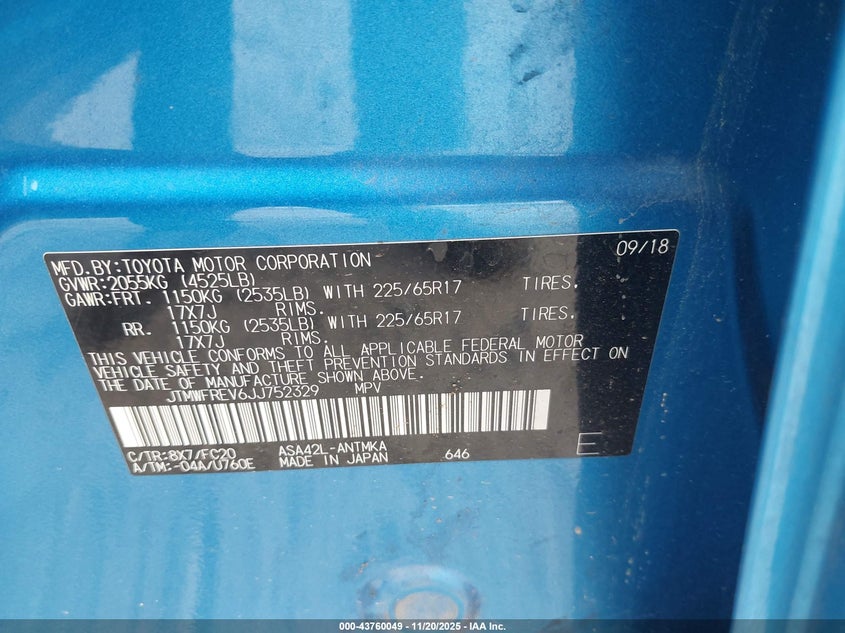 MFD.BY:TOYOTA MOTOR CORPORATION 09/18
GVWR:2055KG (4525LB)
GAWR:FRT. 1150KG (2535LB) WITH 225/65R17 TIRES.
17X7J RIMS.
RR. 1150KG (2535LB) WITH 225/65R17 TIRES.
17X7J RIMS.
THIS VEHICLE CONFORMS TO ALL APPLICABLE FEDERAL MOTOR
VEHICLE SAFETY AND THEFT PREVENTION STANDARDS IN EFFECT ON
THE DATE OF MANUFACTURE SHOWN ABOVE.
JTMWFREV6JJ752329 MPV
C/TR:8X7/FC20 ASA42L-ANTMKA
A/TM:-04A/U760E MADE IN JAPAN 646 E
000-43760049 | 11/20/2025 – IAA Inc.